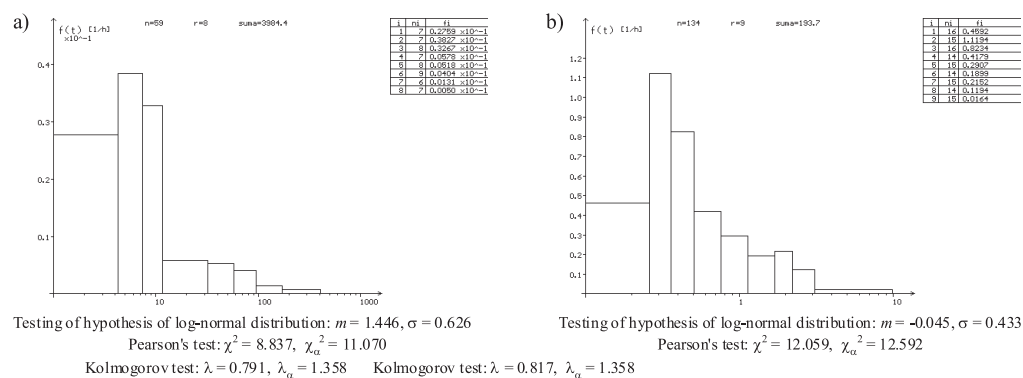 a)
n=59 r=8 suma=3984.4
f(t) [1/h]
×10^-1
i ni fi
1 7 0.2759 ×10^-1
2 7 0.3827 ×10^-1
3 8 0.3267 ×10^-1
4 7 0.0578 ×10^-1
5 8 0.0518 ×10^-1
6 9 0.0404 ×10^-1
7 6 0.0131 ×10^-1
8 7 0.0050 ×10^-1
0.4
0.3
0.2
0.1
10 100 1000
b)
n=134 r=9 suma=193.7
f(t) [1/h]
i ni fi
1 16 0.4592
2 15 1.1194
3 16 0.8234
4 14 0.4179
5 15 0.2907
6 14 0.1899
7 15 0.2152
8 14 0.1194
9 15 0.0164
1.2
1.1
1.0
0.9
0.8
0.7
0.6
0.5
0.4
0.3
0.2
0.1
1 10
Testing of hypothesis of log-normal distribution: m = 1.446, σ = 0.626
Pearson's test: χ² = 8.837, χα² = 11.070
Kolmogorov test: λ = 0.791, λα = 1.358
Testing of hypothesis of log-normal distribution: m = -0.045, σ = 0.433
Pearson's test: χ² = 12.059, χα² = 12.592
Kolmogorov test: λ = 0.817, λα = 1.358